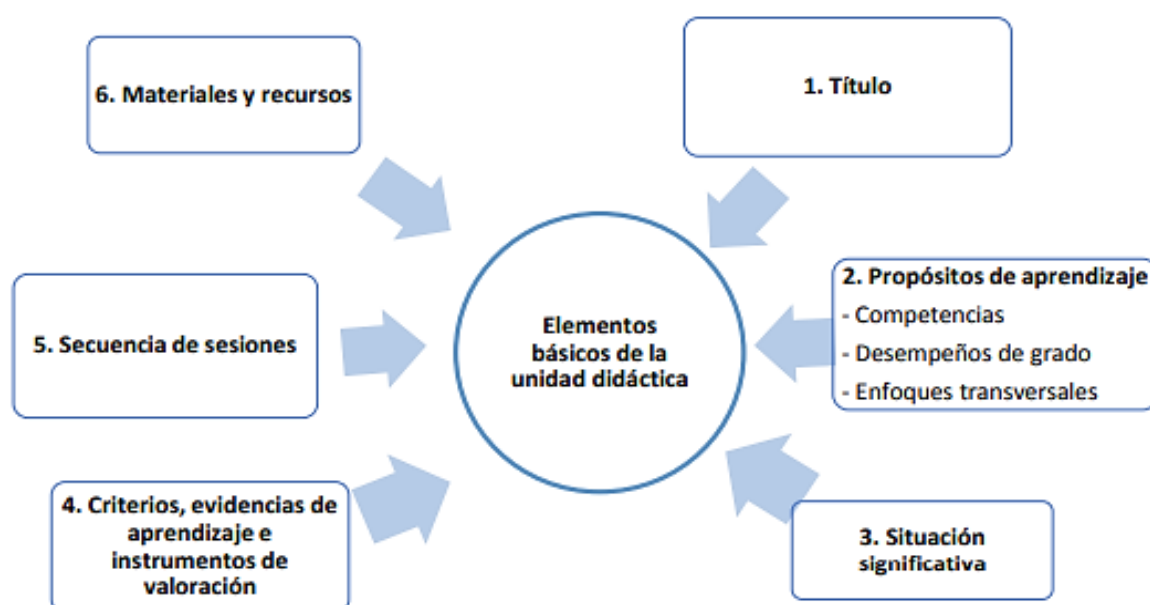 1. Título
2. Propósitos de aprendizaje
- Competencias
- Desempeños de grado
- Enfoques transversales
3. Situación
significativa
4. Criterios, evidencias de
aprendizaje e
instrumentos de
valoración
5. Secuencia de sesiones
6. Materiales y recursos
Elementos
básicos de la
unidad didáctica